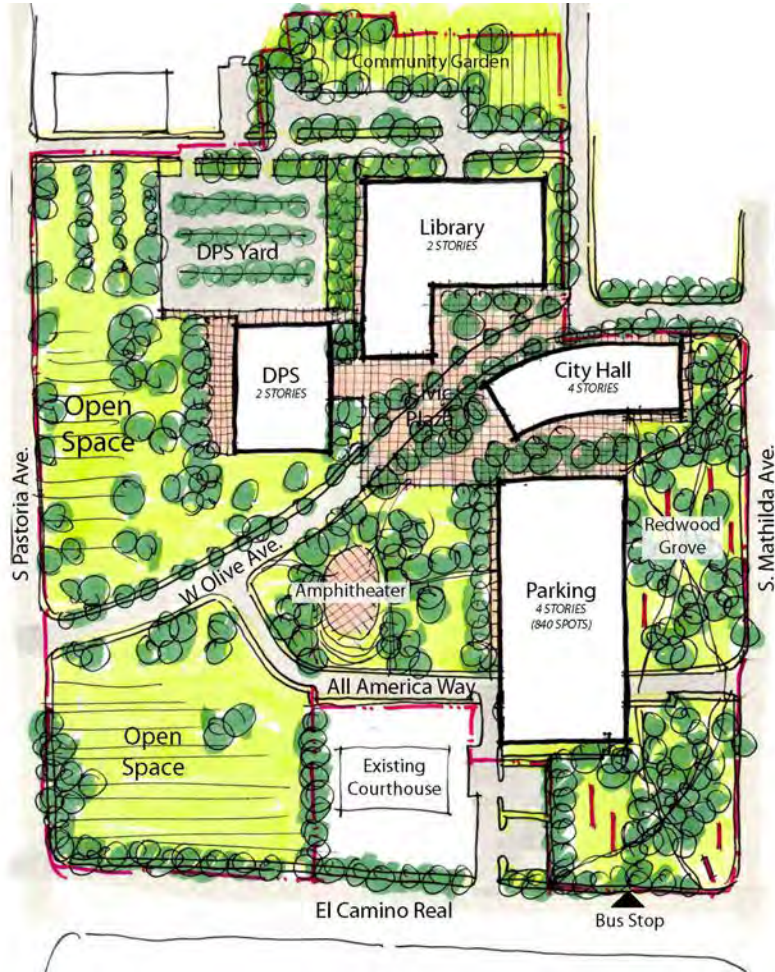 Community Garden
Library
2 STORIES
DPS Yard
DPS
2 STORIES
City Hall
4 STORIES
Civic
Plaza
Open
Space
S Pastoria Ave.
S. Mathilda Ave.
Redwood
Grove
W Olive Ave.
Amphitheater
Parking
4 STORIES
(840 SPOTS)
All America Way
Open
Space
Existing
Courthouse
El Camino Real
Bus Stop